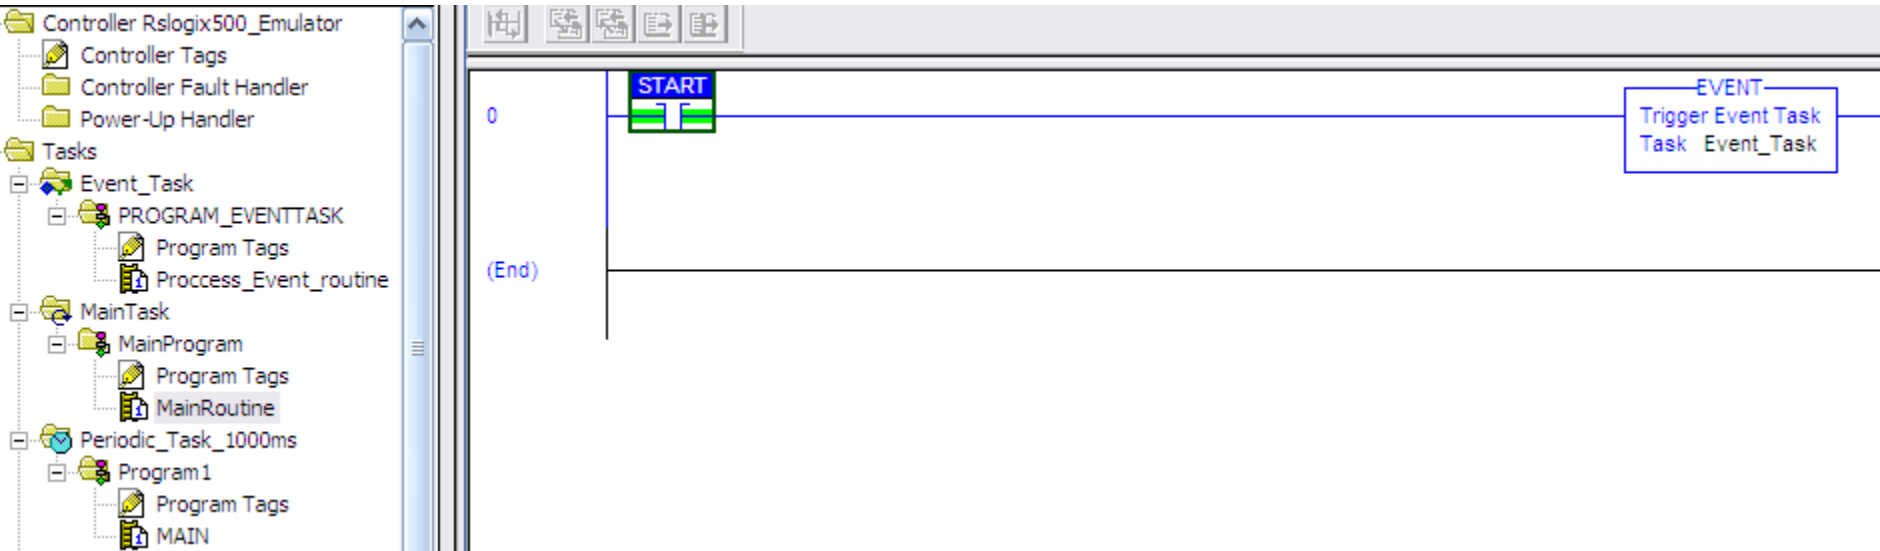 Controller Rslogix500_Emulator
Controller Tags
Controller Fault Handler
Power-Up Handler
Tasks
Event_Task
PROGRAM_EVENTTASK
Program Tags
Proccess_Event_routine
MainTask
MainProgram
Program Tags
MainRoutine
Periodic_Task_1000ms
Program1
Program Tags
MAIN
START
0
EVENT
Trigger Event Task
Task Event_Task
(End)